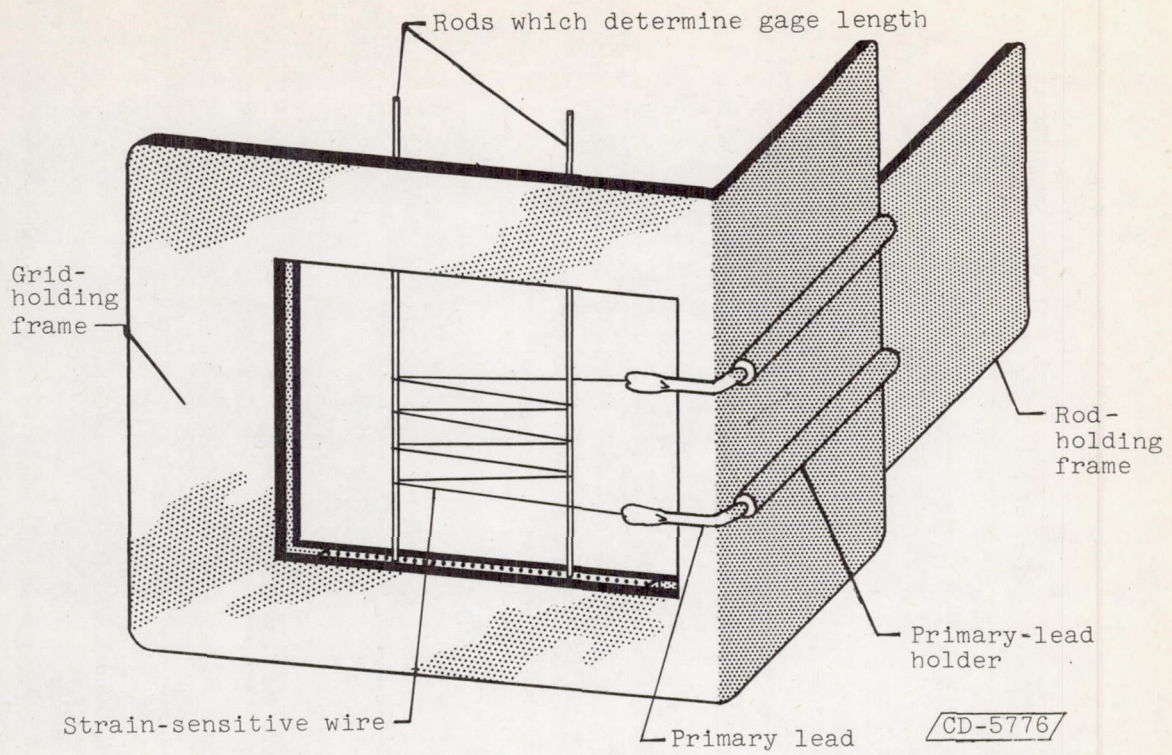 Rods which determine gage length
Grid-
holding
frame
Rod-
holding
frame
Primary-lead
holder
Strain-sensitive wire
Primary lead
CD-5776